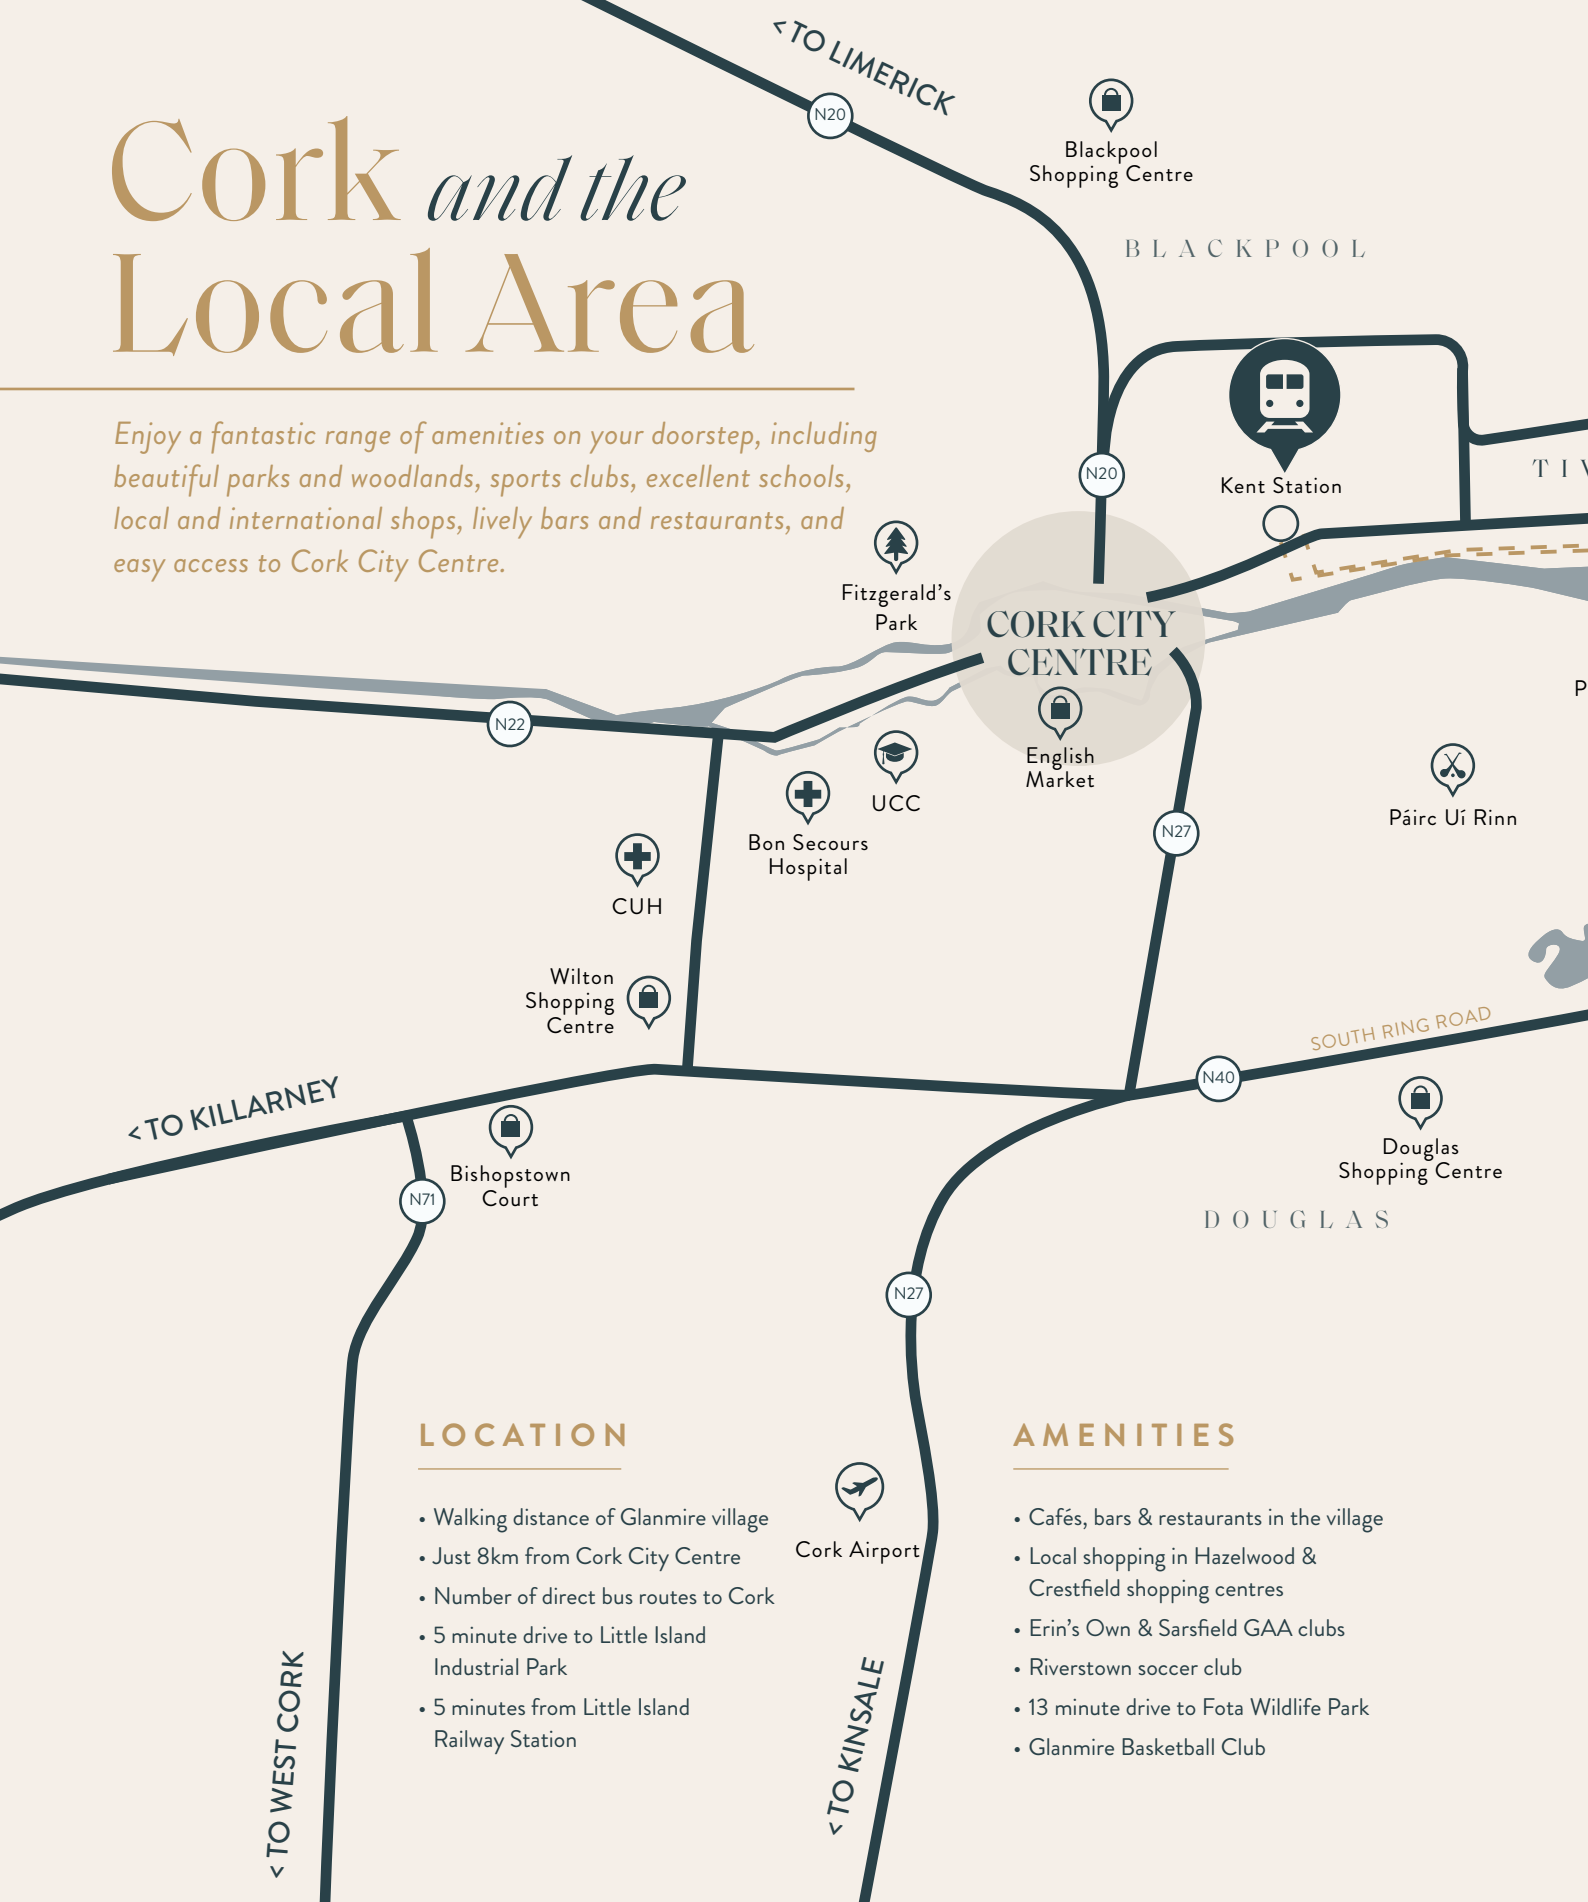 < TO LIMERICK
N20
Blackpool
Shopping Centre
Cork and the
Local Area
BLACKPOOL
Enjoy a fantastic range of amenities on your doorstep, including
beautiful parks and woodlands, sports clubs, excellent schools,
local and international shops, lively bars and restaurants, and
easy access to Cork City Centre.
N20
Kent Station
TIV
Fitzgerald's
Park
CORK CITY
CENTRE
English
Market
P
N22
UCC
Bon Secours
Hospital
Páirc Uí Rinn
N27
CUH
Wilton
Shopping
Centre
SOUTH RING ROAD
N40
< TO KILLARNEY
Bishopstown
Court
N71
Douglas
Shopping Centre
DOUGLAS
N27
LOCATION
• Walking distance of Glanmire village
• Just 8km from Cork City Centre
• Number of direct bus routes to Cork
• 5 minute drive to Little Island
Industrial Park
• 5 minutes from Little Island
Railway Station
Cork Airport
AMENITIES
• Cafés, bars & restaurants in the village
• Local shopping in Hazelwood &
Crestfield shopping centres
• Erin's Own & Sarsfield GAA clubs
• Riverstown soccer club
• 13 minute drive to Fota Wildlife Park
• Glanmire Basketball Club
< TO WEST CORK
< TO KINSALE